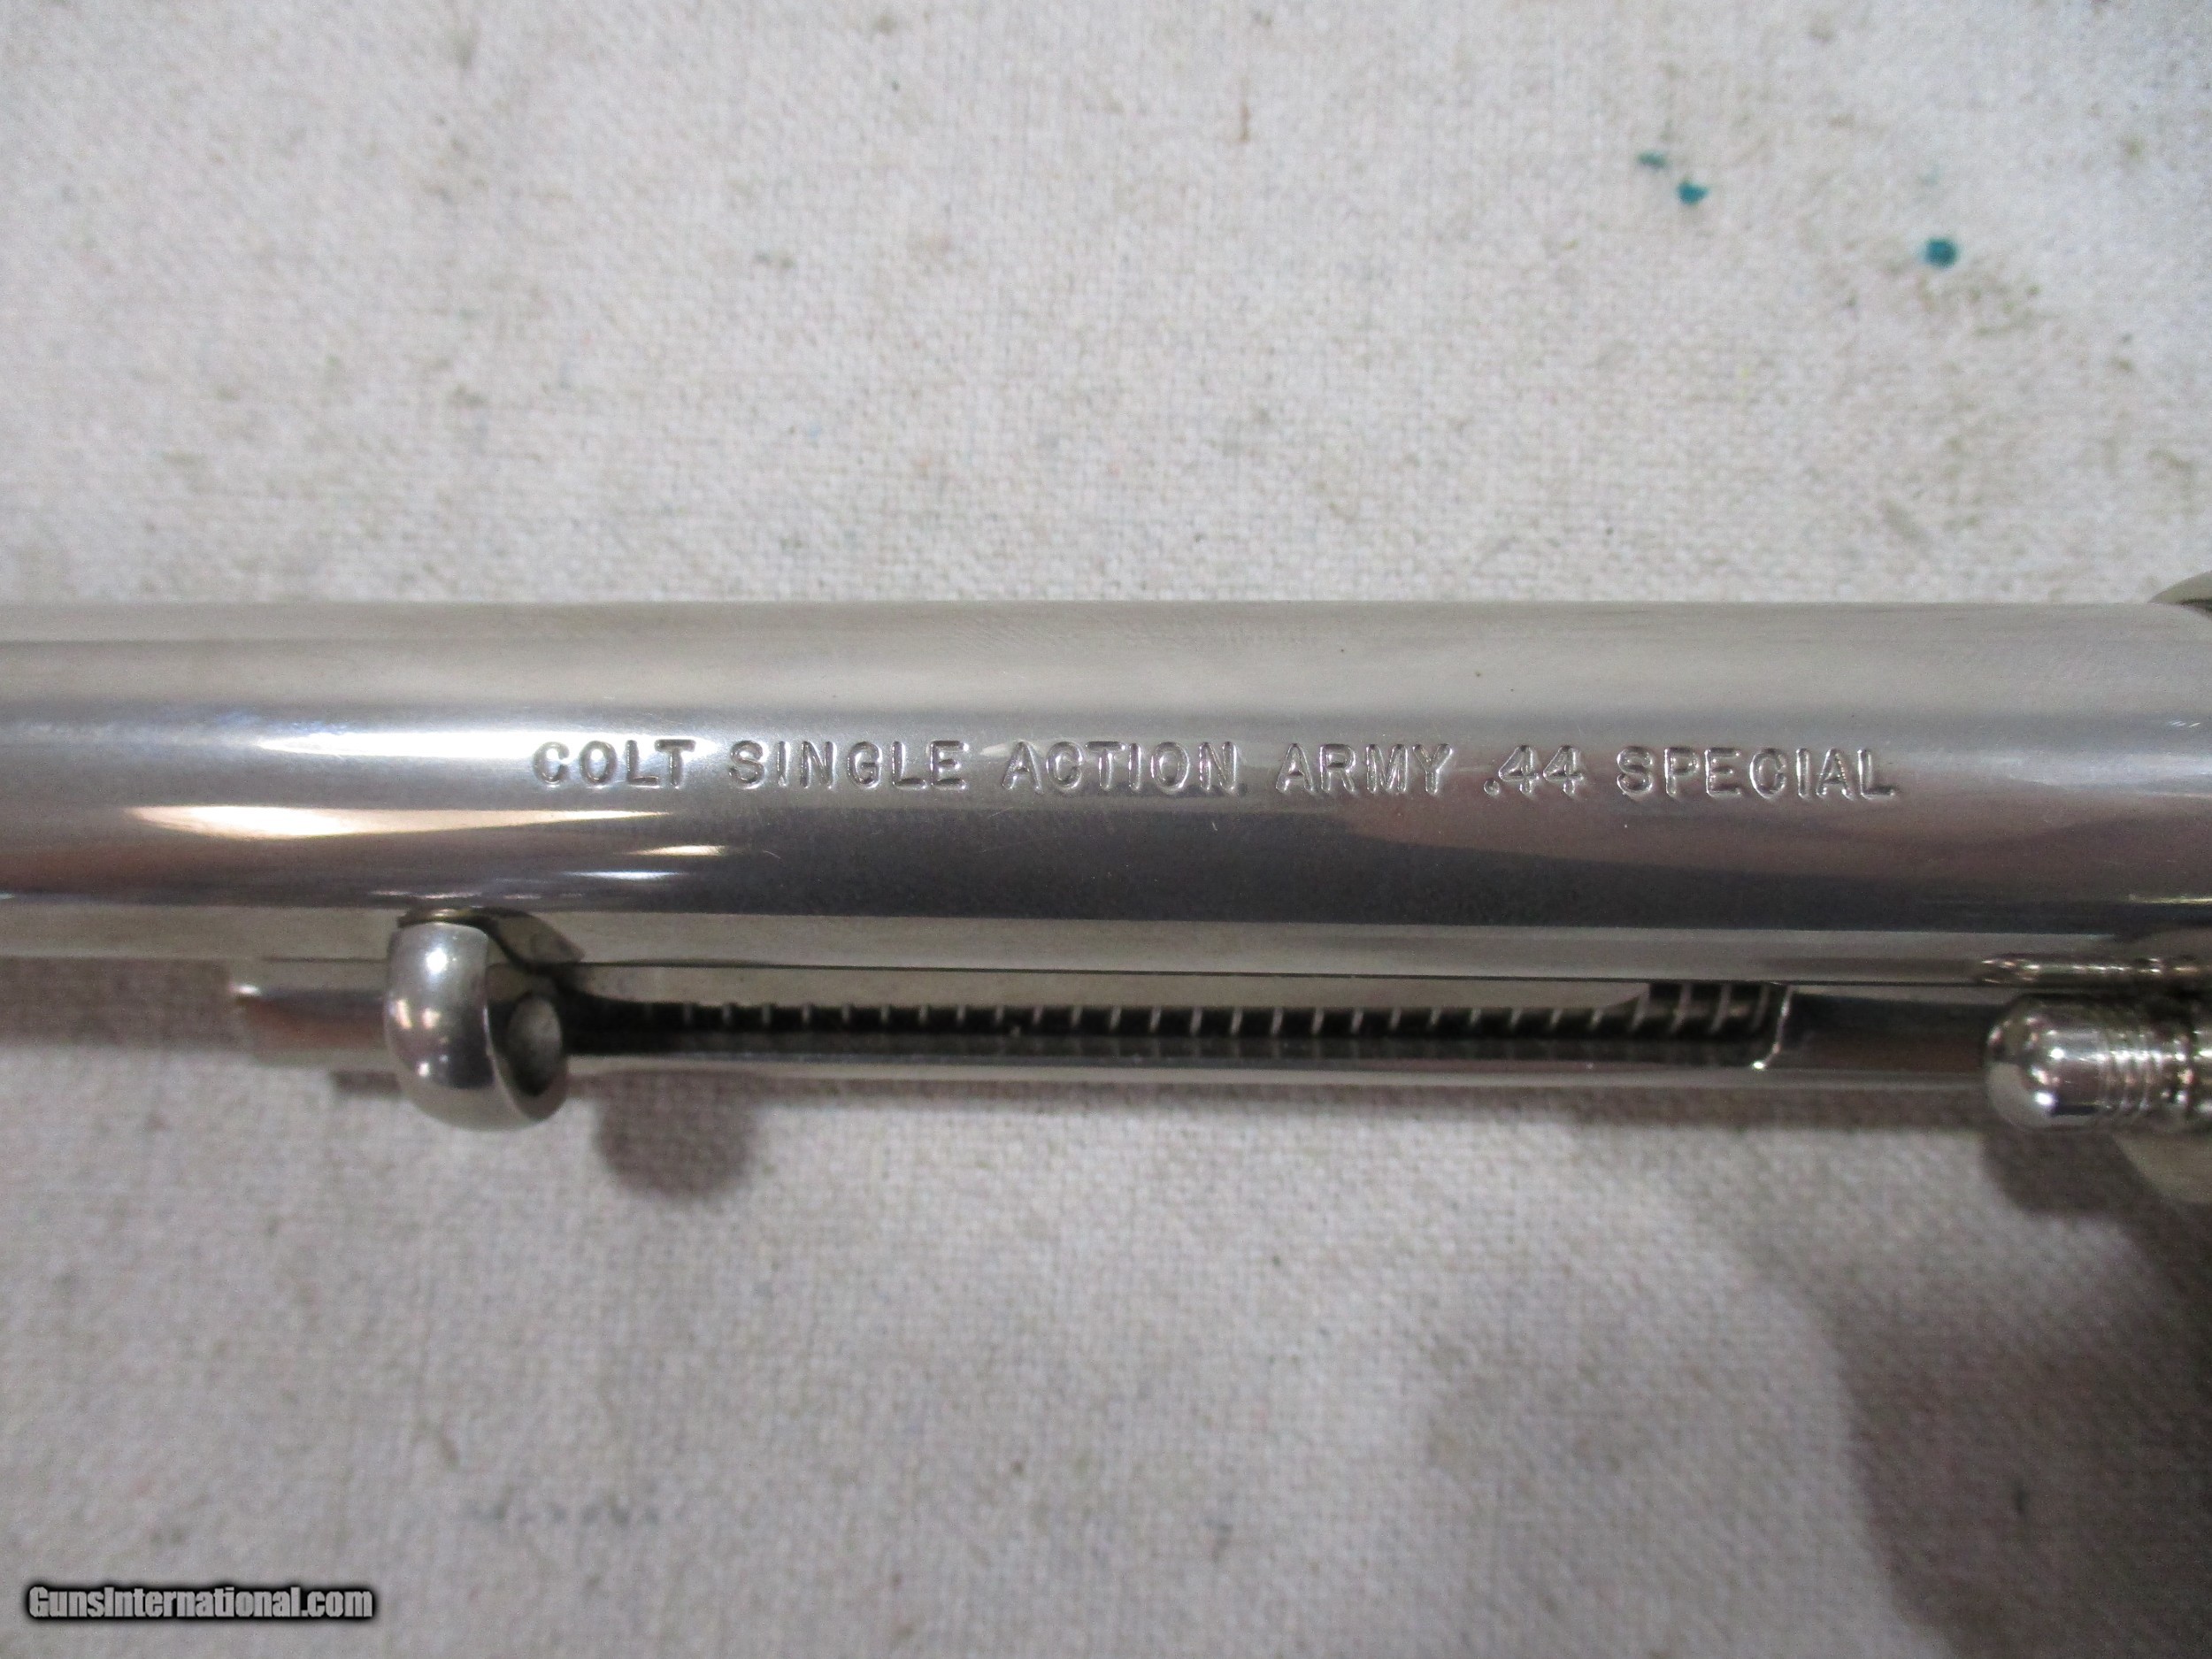 COLT SINGLE ACTION ARMY .44 SPECIAL
GunsInternational.com